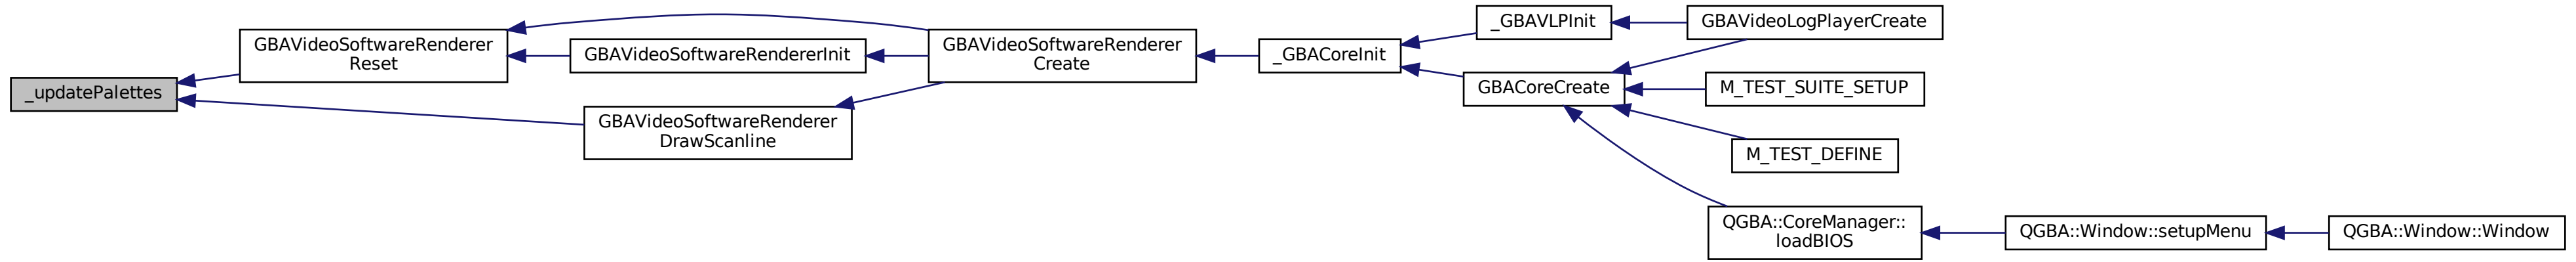 _updatePalettes
GBAVideoSoftwareRenderer
Reset
GBAVideoSoftwareRendererInit
GBAVideoSoftwareRenderer
DrawScanline
GBAVideoSoftwareRenderer
Create
_GBACoreInit
_GBAVLPInit
GBACoreCreate
GBAVideoLogPlayerCreate
M_TEST_SUITE_SETUP
M_TEST_DEFINE
QGBA::CoreManager::
loadBIOS
QGBA::Window::setupMenu
QGBA::Window::Window